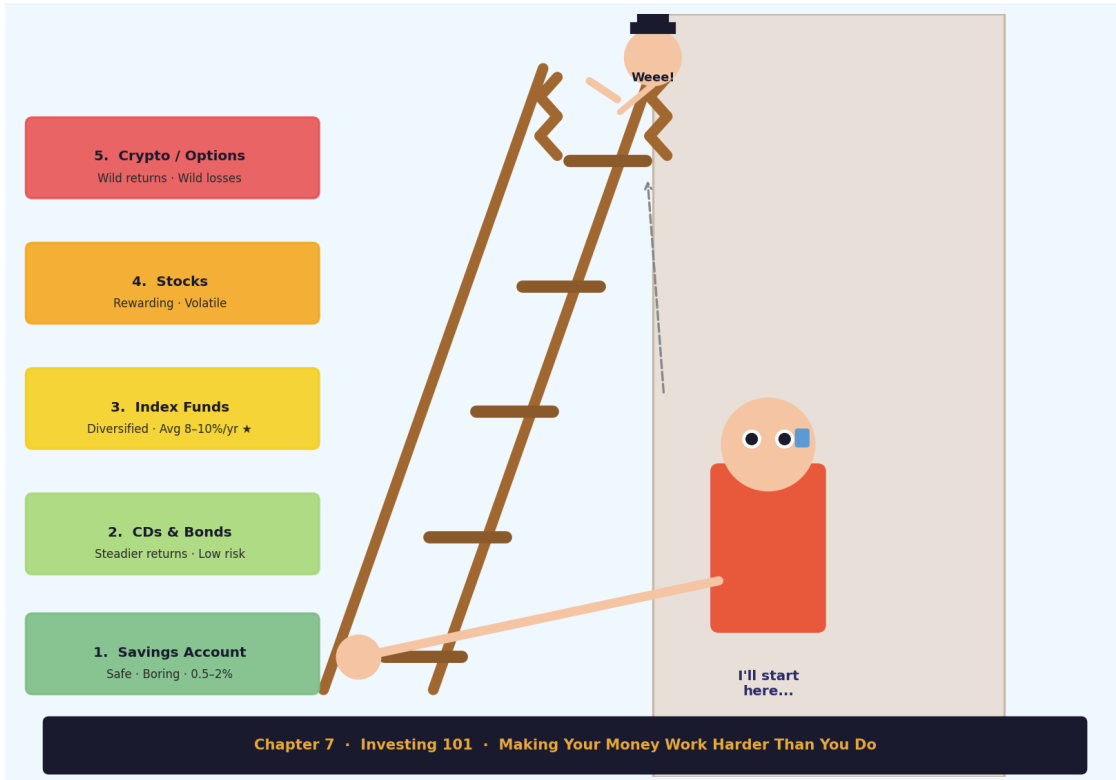 Weee!
5.  Crypto / Options
Wild returns · Wild losses
4.  Stocks
Rewarding · Volatile
3.  Index Funds
Diversified · Avg 8–10%/yr ★
2.  CDs & Bonds
Steadier returns · Low risk
1.  Savings Account
Safe · Boring · 0.5–2%
I'll start
here...
Chapter 7  ·  Investing 101  ·  Making Your Money Work Harder Than You Do